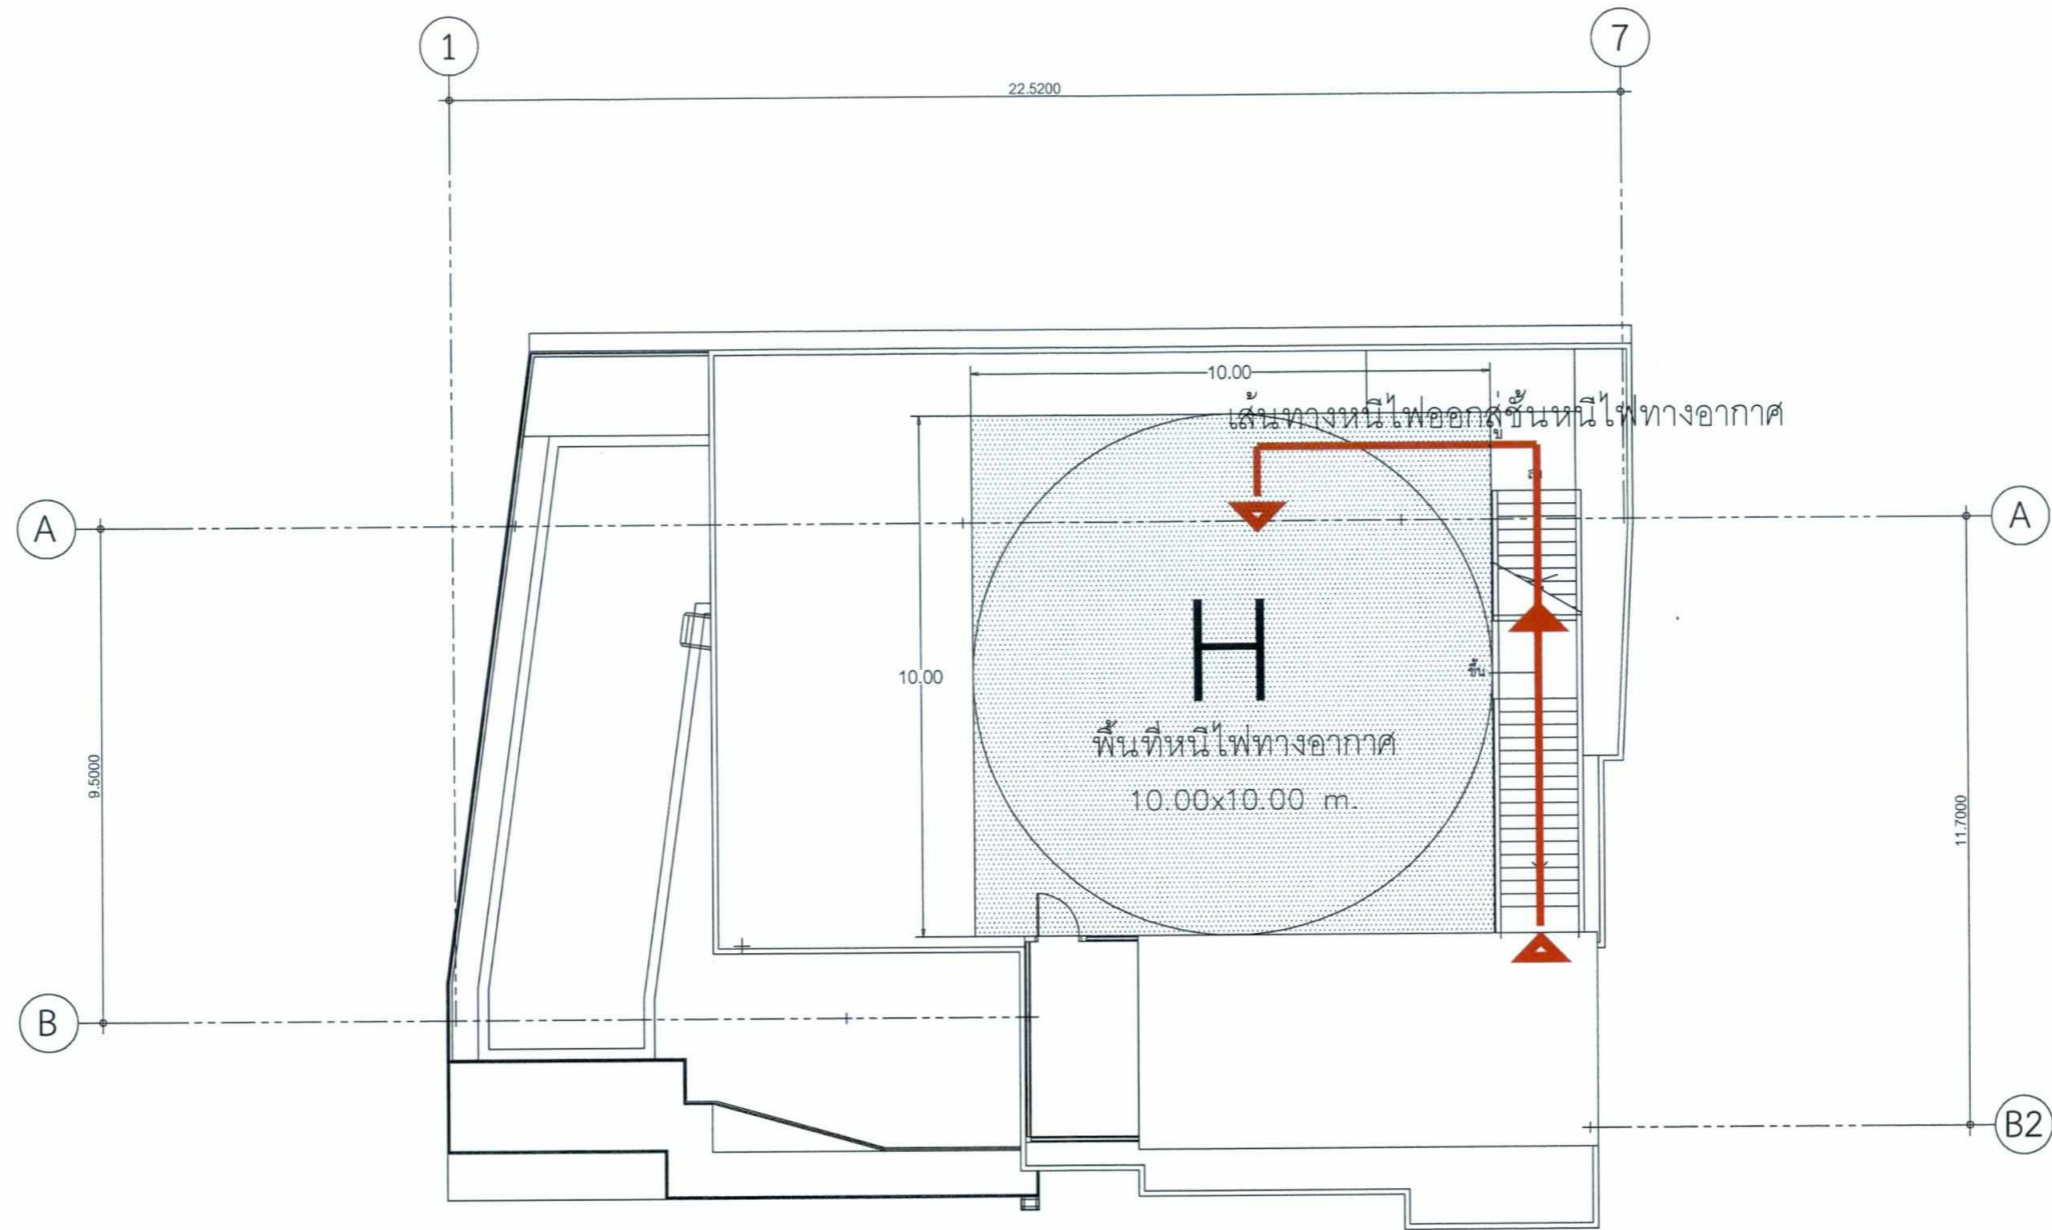 1
7
22.5200
10.00
เส้นทางหนีไฟออกสู่ชั้นหนีไฟทางอากาศ
A
A
H
10.00
ขึ้น
พื้นที่หนีไฟทางอากาศ
10.00x10.00 m.
9.5000
11.7000
B
B2